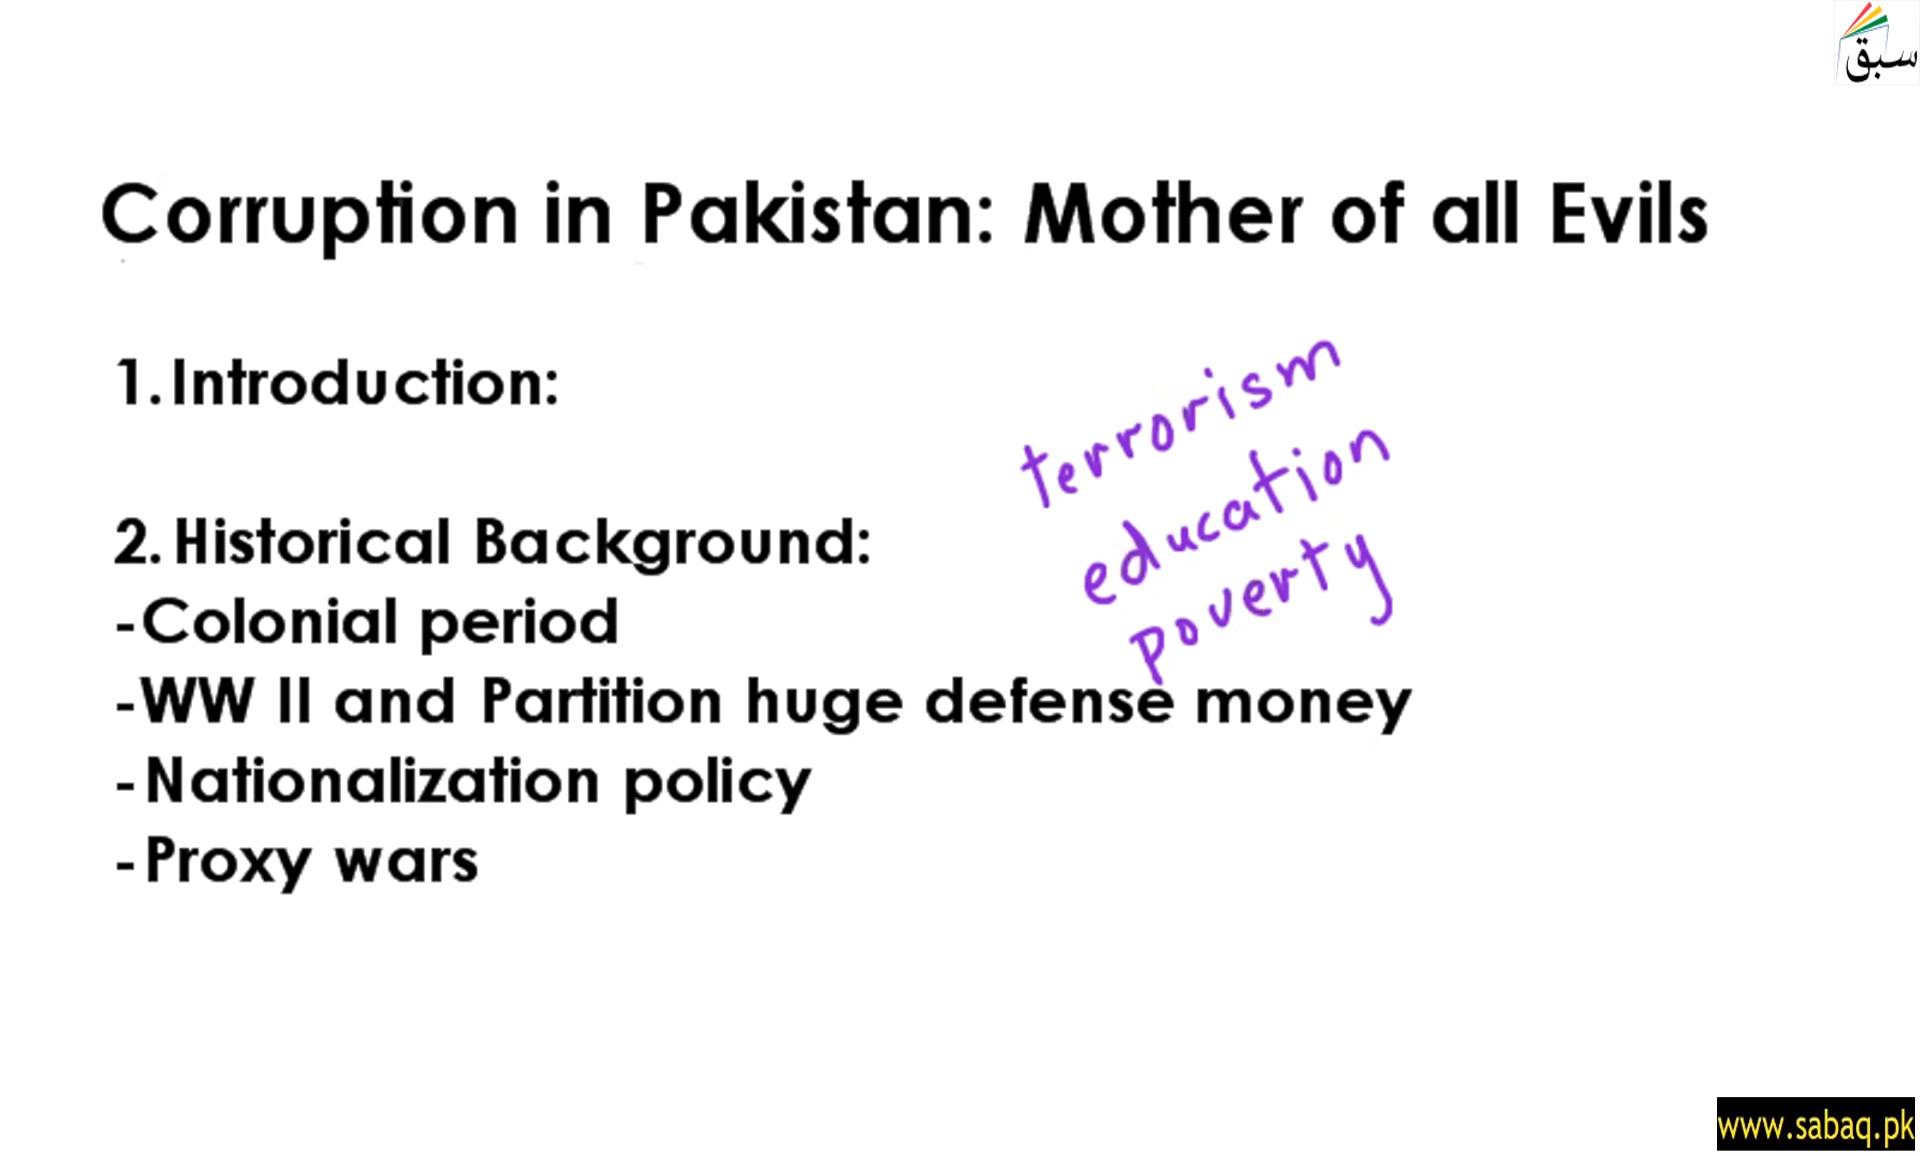 سبق
Corruption in Pakistan: Mother of all Evils
1. Introduction:
terrorism
education
poverty
2. Historical Background:
-Colonial period
-WW II and Partition huge defense money
-Nationalization policy
-Proxy wars
www.sabaq.pk